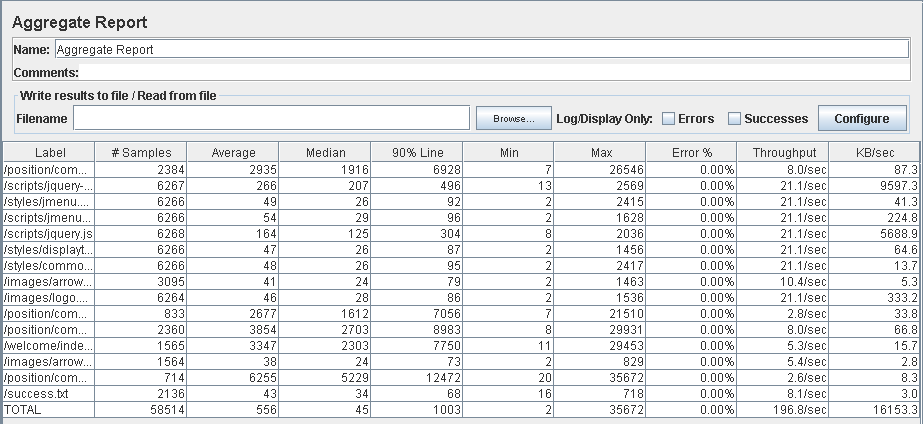 Aggregate Report
Name: Aggregate Report
Comments:
Write results to file / Read from file
Filename Browse... Log/Display Only: Errors Successes Configure
Label # Samples Average Median 90% Line Min Max Error % Throughput KB/sec
/position/com... 2384 2935 1916 6928 7 26546 0.00% 8.0/sec 87.3
/scripts/jquery-... 6267 266 207 496 13 2569 0.00% 21.1/sec 9597.3
/styles/jmenu.... 6266 49 26 92 2 2415 0.00% 21.1/sec 41.3
/scripts/jmenu... 6266 54 29 96 2 1628 0.00% 21.1/sec 224.8
/scripts/jquery.js 6268 164 125 304 8 2036 0.00% 21.1/sec 5688.9
/styles/displayt... 6266 47 26 87 2 1456 0.00% 21.1/sec 64.6
/styles/commo... 6266 48 26 95 2 2417 0.00% 21.1/sec 13.7
/images/arrow... 3095 41 24 79 2 1463 0.00% 10.4/sec 5.3
/images/logo.... 6264 46 28 86 2 1536 0.00% 21.1/sec 333.2
/position/com... 833 2677 1612 7056 7 21510 0.00% 2.8/sec 33.8
/position/com... 2360 3854 2703 8983 8 29931 0.00% 8.0/sec 66.8
/welcome/inde... 1565 3347 2303 7750 11 29453 0.00% 5.3/sec 15.7
/images/arrow... 1564 38 24 73 2 829 0.00% 5.4/sec 2.8
/position/com... 714 6255 5229 12472 20 35672 0.00% 2.6/sec 8.3
/success.txt 2136 43 34 68 16 718 0.00% 8.1/sec 3.0
TOTAL 58514 556 45 1003 2 35672 0.00% 196.8/sec 16153.3